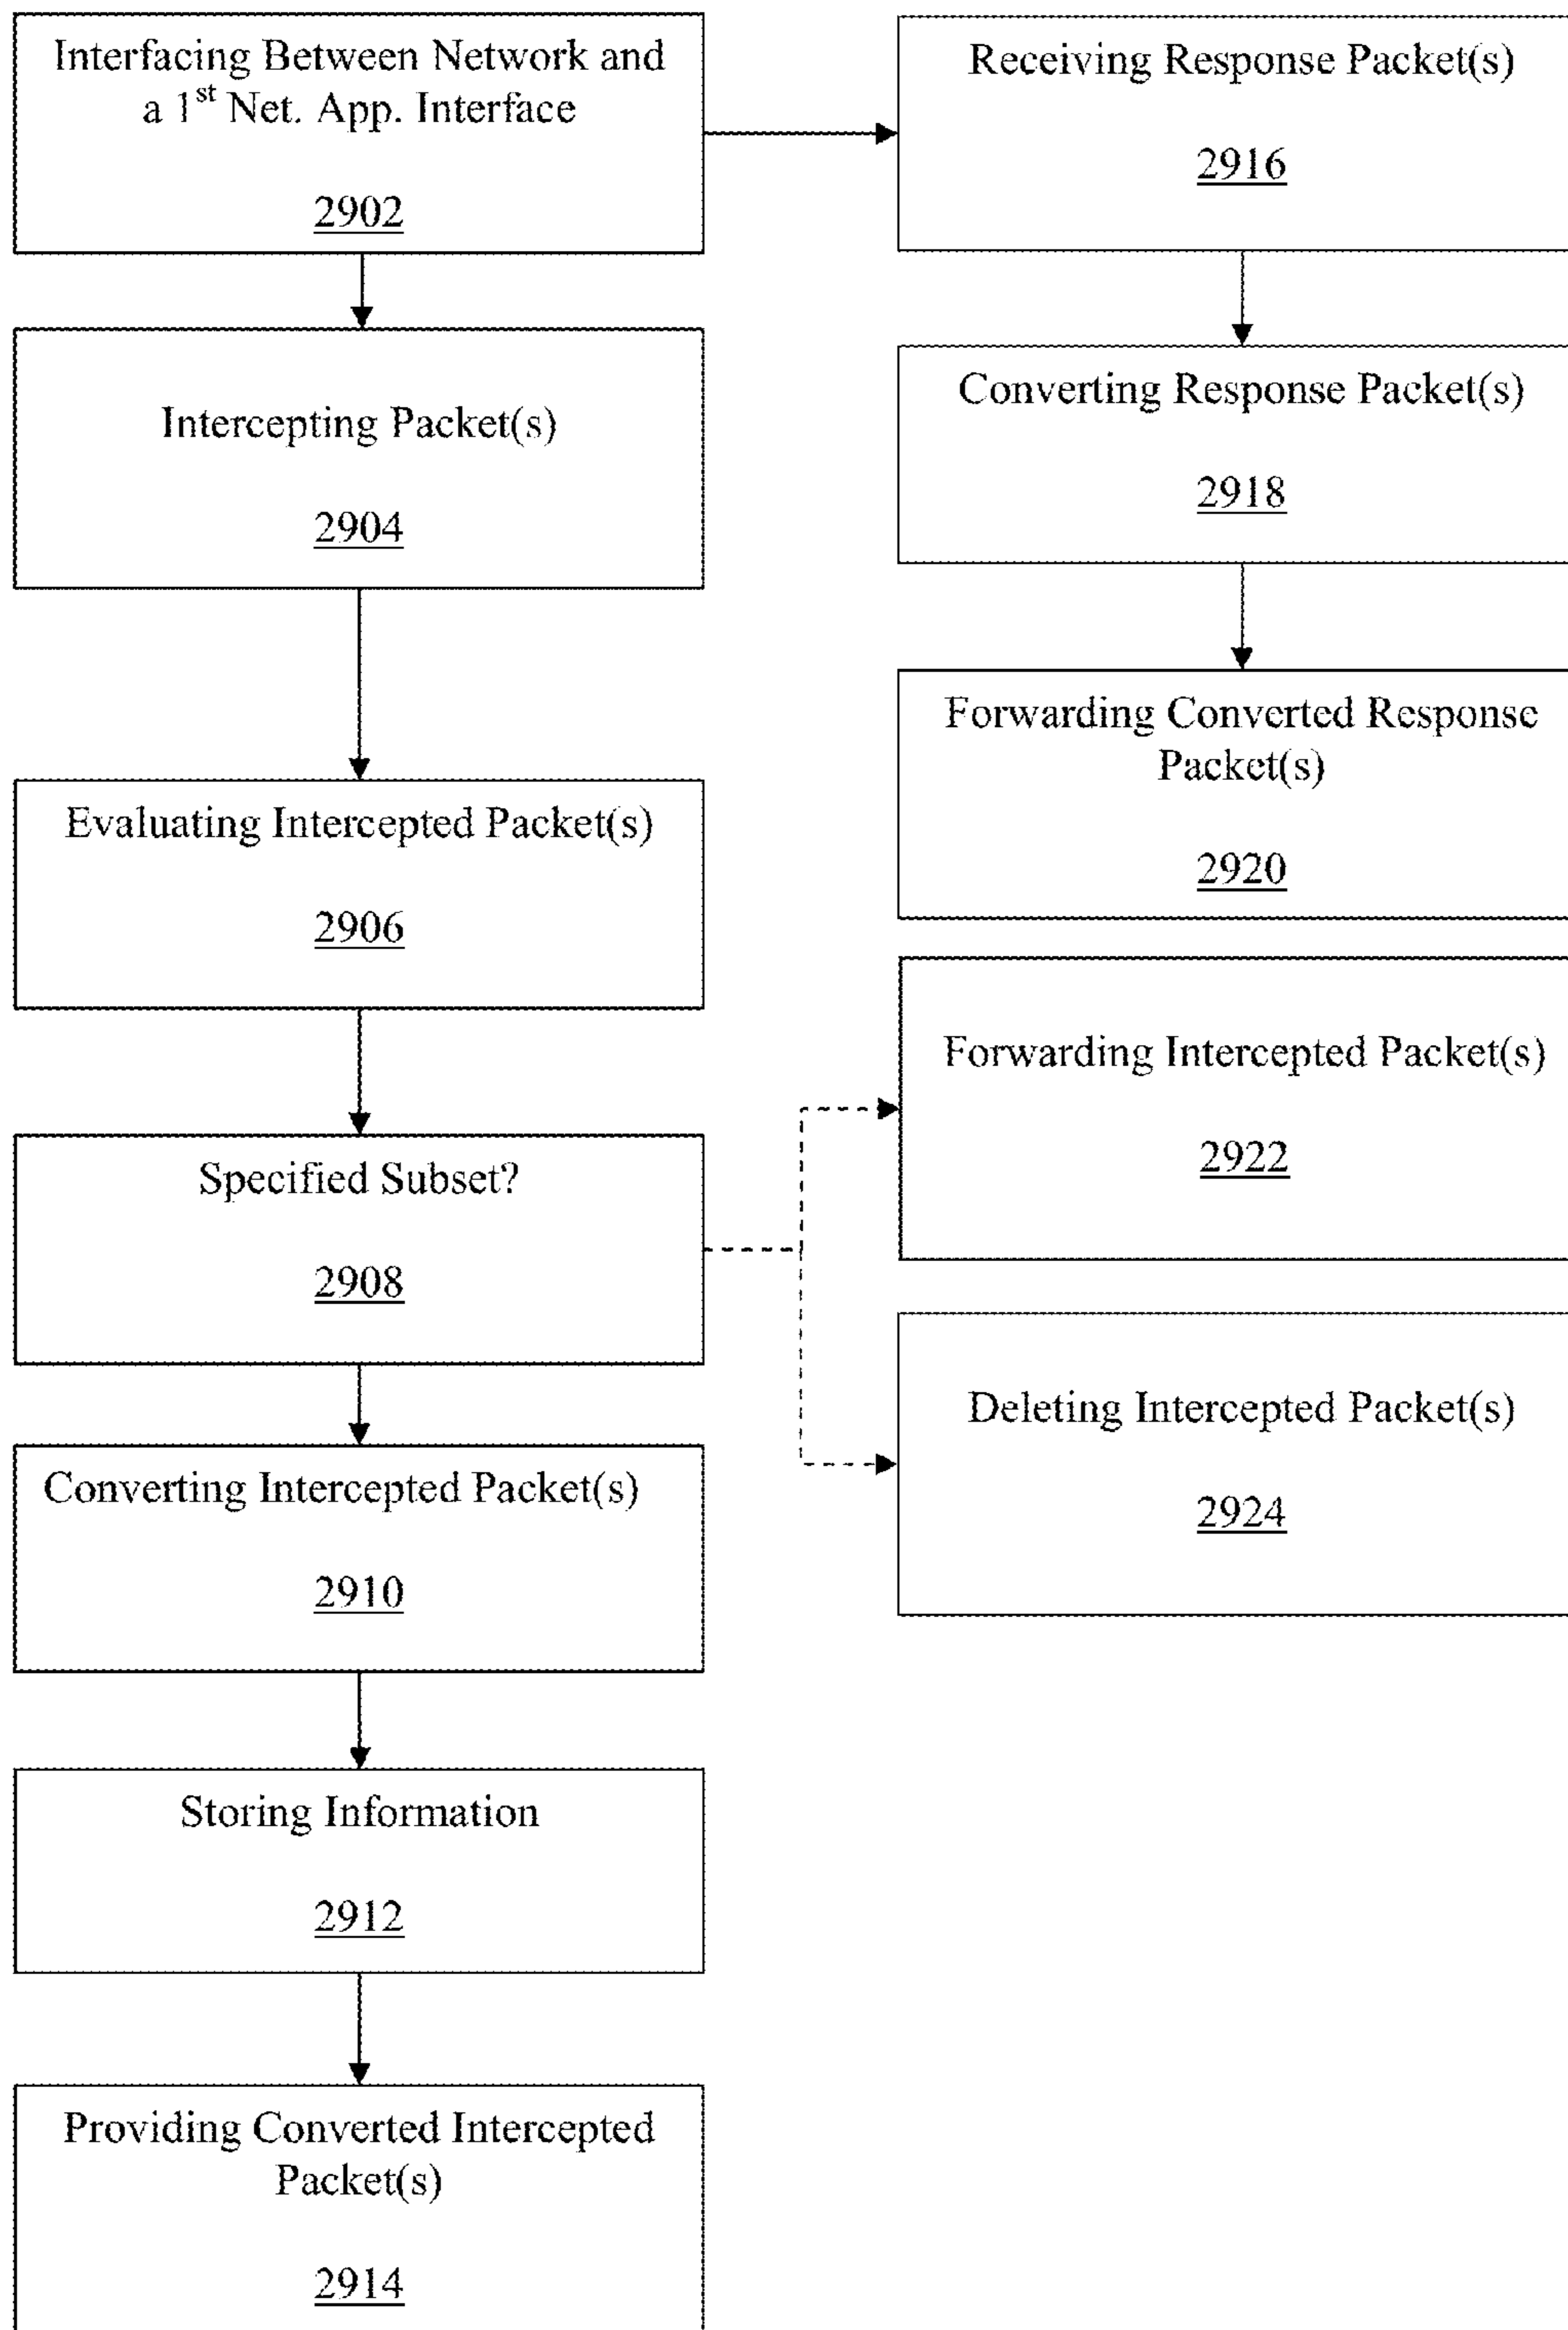 Interfacing Between Network and
a 1st Net. App. Interface
2902
Intercepting Packet(s)
2904
Evaluating Intercepted Packet(s)
2906
Specified Subset?
2908
Converting Intercepted Packet(s)
2910
Storing Information
2912
Providing Converted Intercepted
Packet(s)
2914
Receiving Response Packet(s)
2916
Converting Response Packet(s)
2918
Forwarding Converted Response
Packet(s)
2920
Forwarding Intercepted Packet(s)
2922
Deleting Intercepted Packet(s)
2924